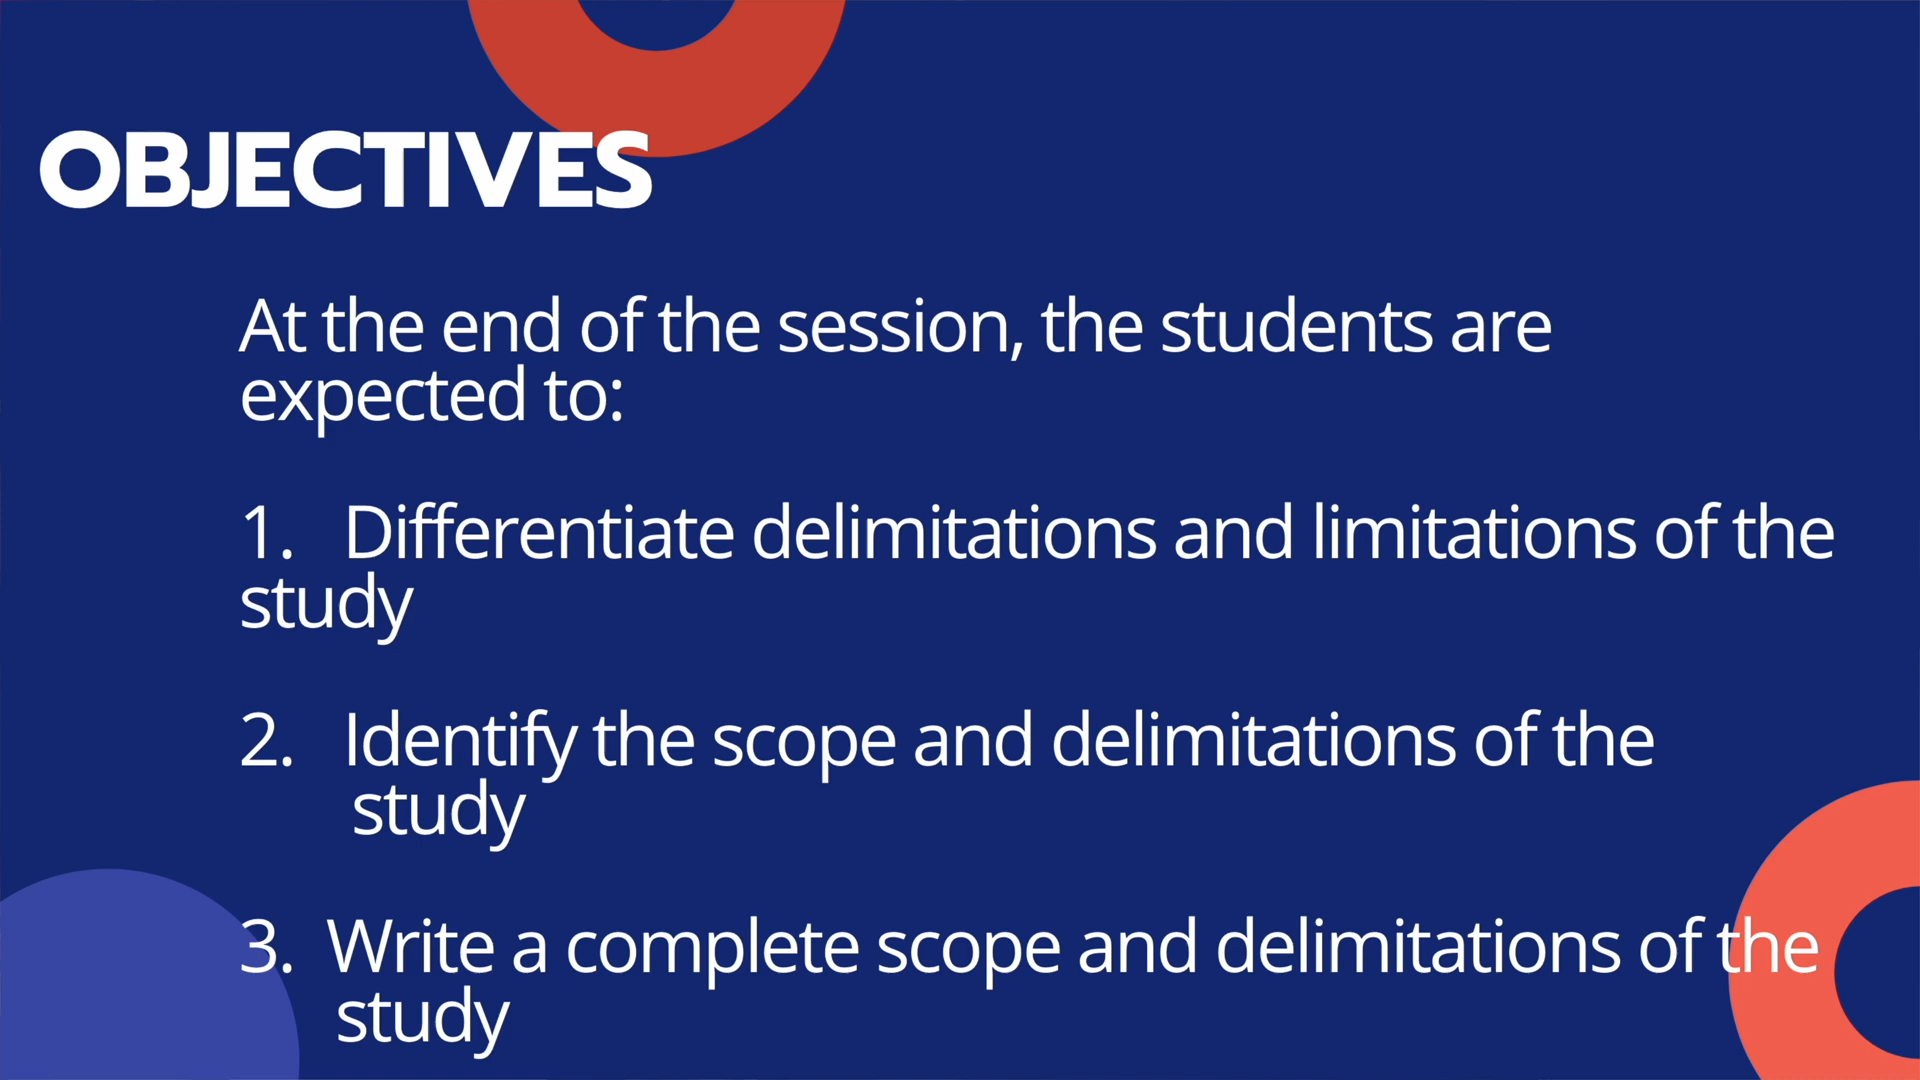 OBJECTIVES
At the end of the session, the students are
expected to:
1. Differentiate delimitations and limitations of the
study
2. Identify the scope and delimitations of the
study
3. Write a complete scope and delimitations of the
study